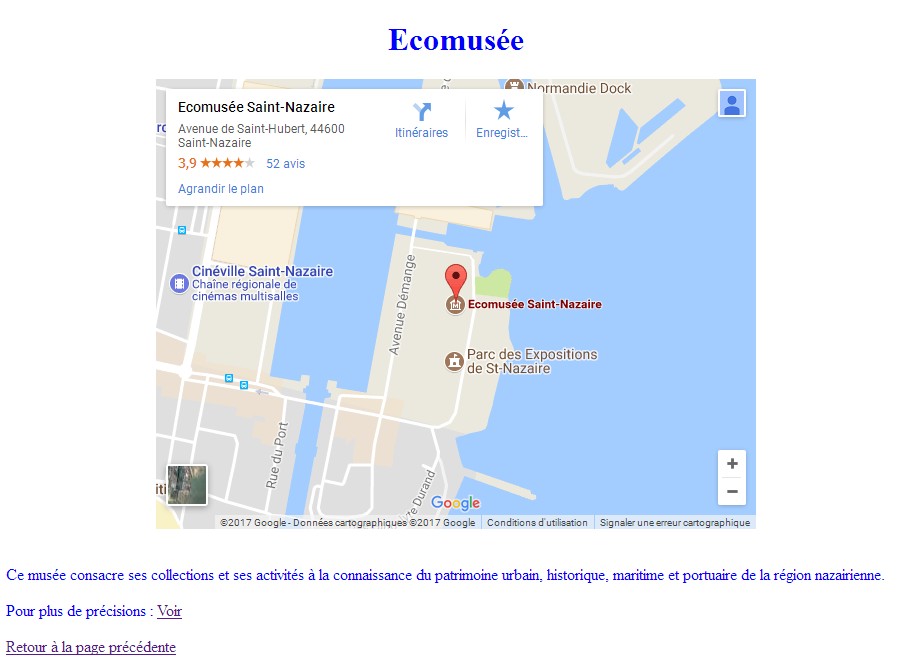 Ecomusée
Normandie Dock
Ecomusée Saint-Nazaire
Avenue de Saint-Hubert, 44600
Saint-Nazaire
3,9 52 avis
Agrandir le plan
Itinéraires
Enregist...
Cinéville Saint-Nazaire
Chaîne régionale de
cinémas multisalles
Avenue Démange
Ecomusée Saint-Nazaire
Parc des Expositions
de St-Nazaire
Rue du Port
Durand
Google
©2017 Google - Données cartographiques ©2017 Google
Conditions d'utilisation
Signaler une erreur cartographique
Ce musée consacre ses collections et ses activités à la connaissance du patrimoine urbain, historique, maritime et portuaire de la région nazairienne.
Pour plus de précisions : Voir
Retour à la page précédente